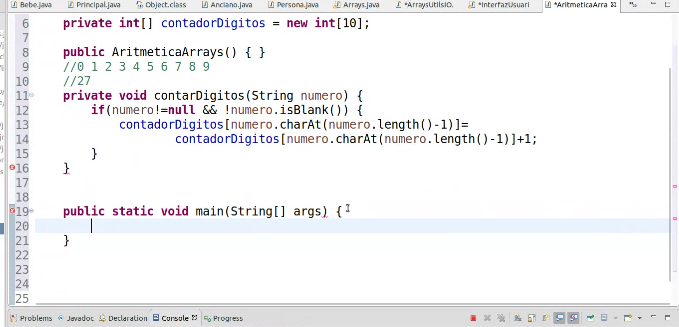 Bebe.java Principal.java Object.class Anciano.java Persona.java Arrays.java *ArraysUtilsIO. *InterfazUsuari *AritmeticaArra
6 private int[] contadorDigitos = new int[10];
7
8 public AritmeticaArrays() { }
9 //0 1 2 3 4 5 6 7 8 9
10 //27
11 private void contarDigitos(String numero) {
12 if(numero!=null && !numero.isBlank()) {
13 contadorDigitos[numero.charAt(numero.length()-1)]=
14 contadorDigitos[numero.charAt(numero.length()-1)]+1;
15 }
16 }
17
18
19 public static void main(String[] args) {
20
21 }
22
23
24
25
Problems Javadoc Declaration Console Progress